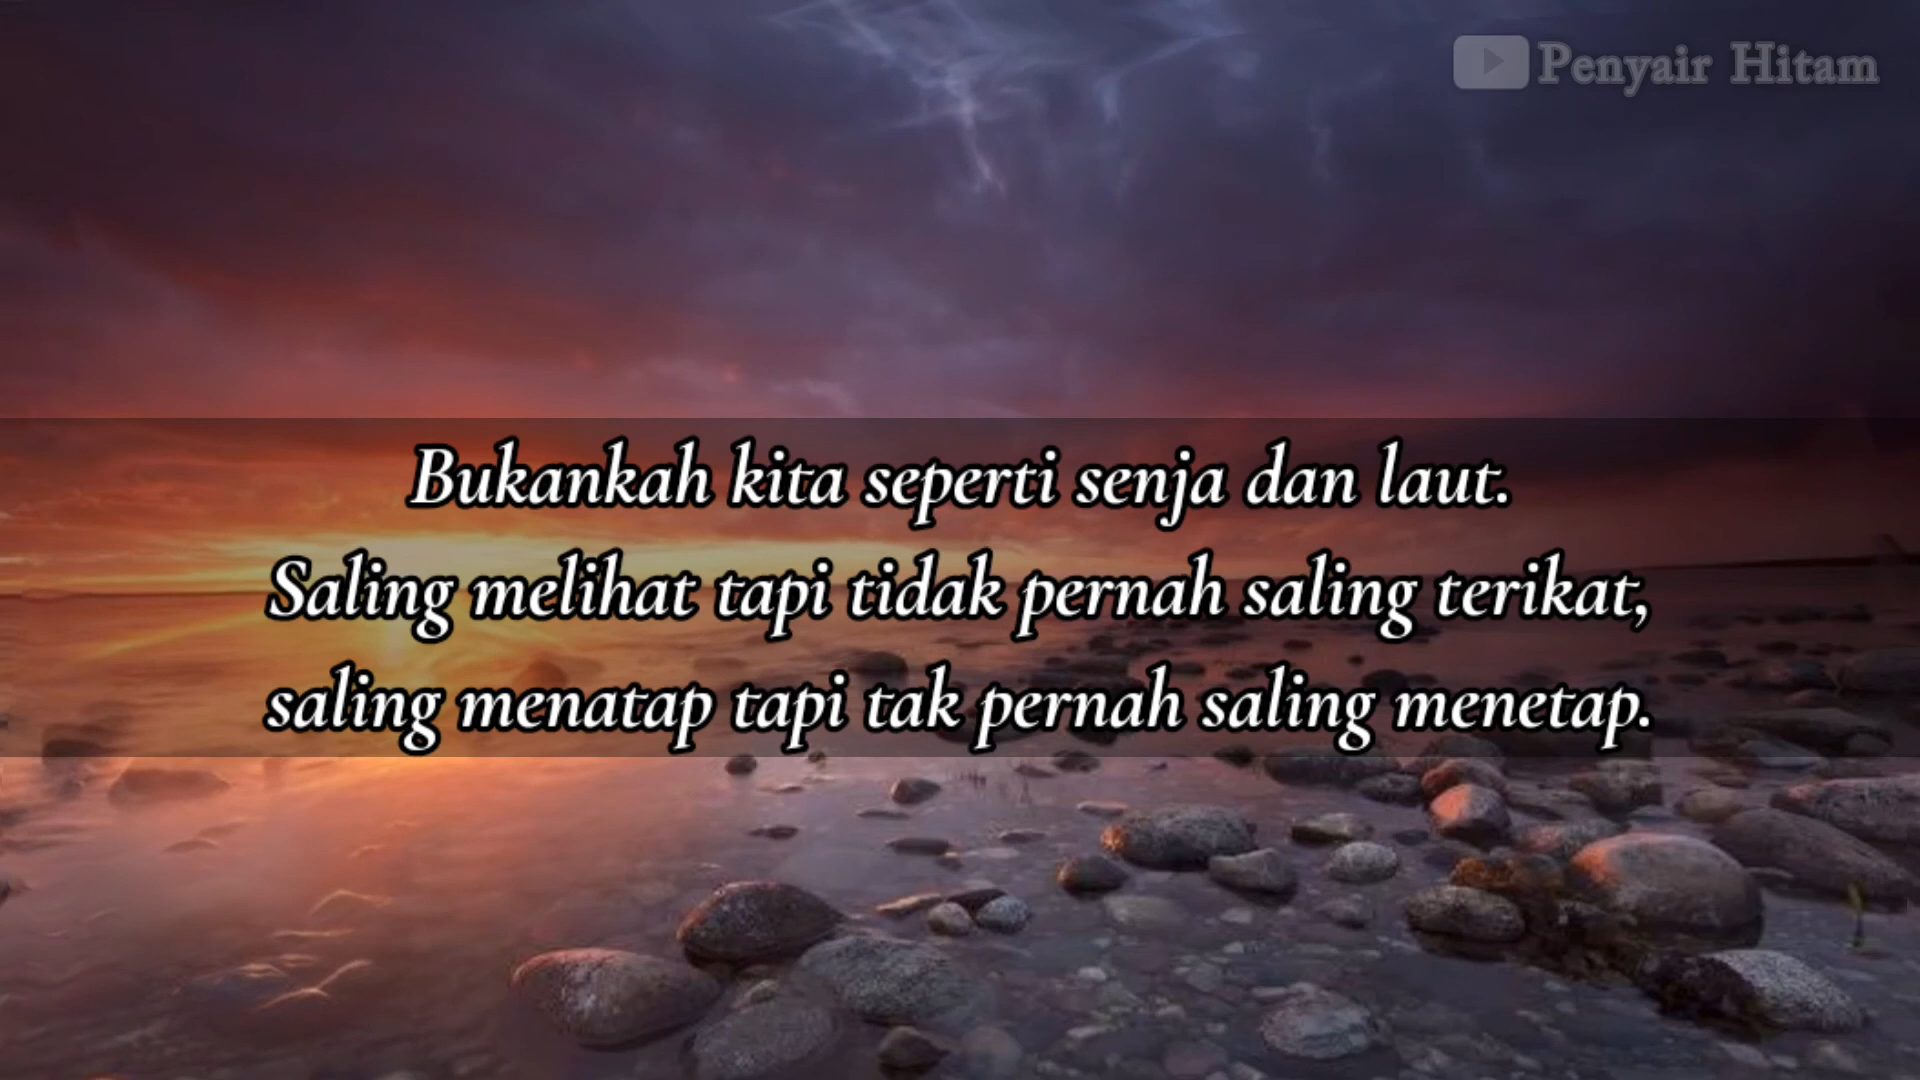 Penyair Hitam
Bukankah kita seperti senja dan laut.
Saling melihat tapi tidak pernah saling terikat,
saling menatap tapi tak pernah saling menetap.